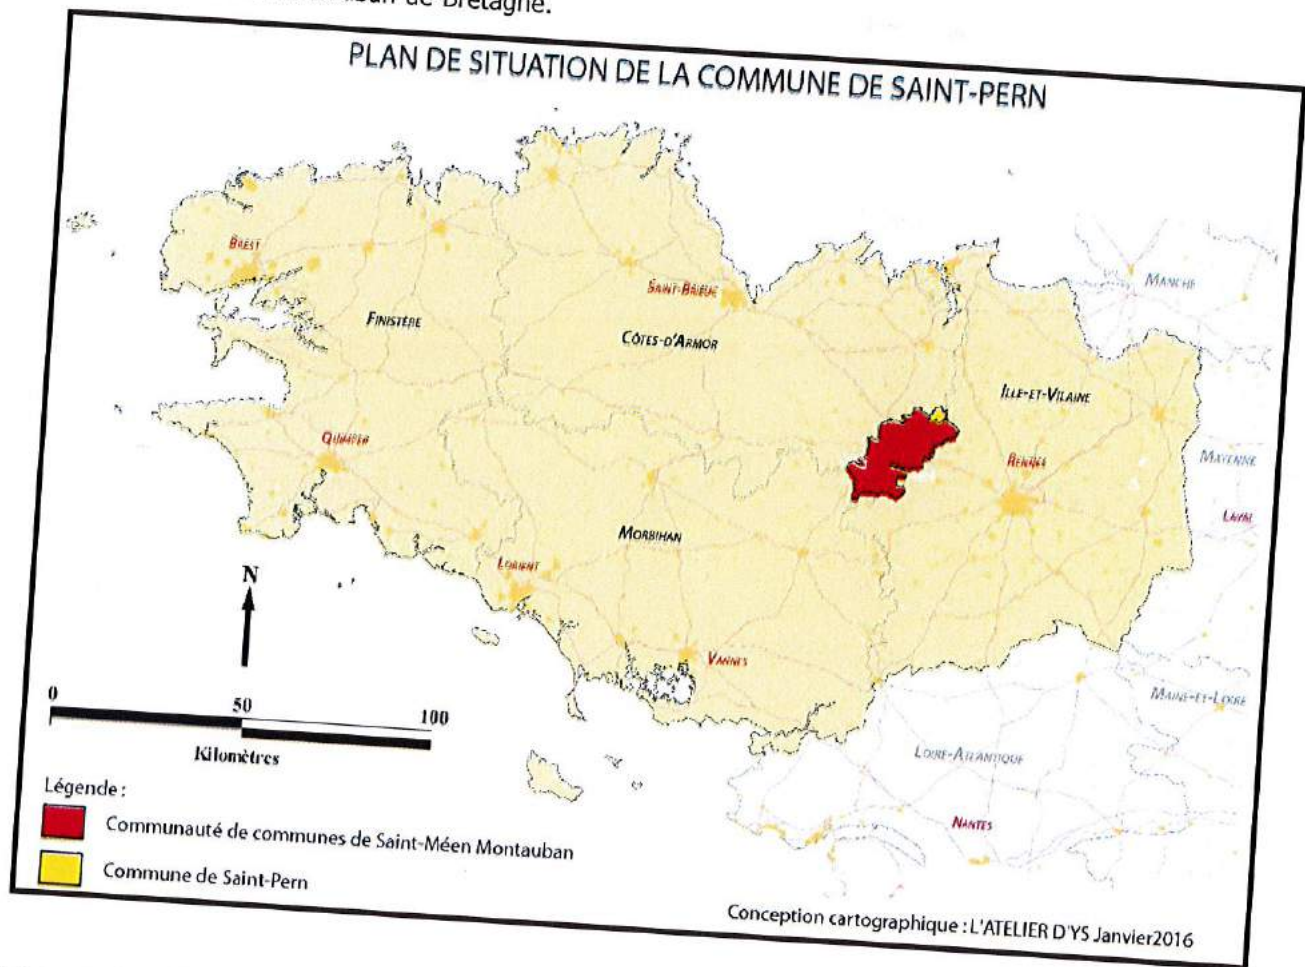 de Bretagne.
PLAN DE SITUATION DE LA COMMUNE DE SAINT-PERN
MANCHE
BREST
SAINT-BRIEUC
FINISTÈRE
CÔTES-D'ARMOR
ILLE-ET-VILAINE
QUIMPER
RENNES
MAYENNE
LAVAL
MORBIHAN
LORIENT
N
VANNES
MAINE-ET-LOIRE
0 50 100
Kilomètres
LOIRE-ATLANTIQUE
NANTES
Légende :
Communauté de communes de Saint-Méen Montauban
Commune de Saint-Pern
Conception cartographique : L'ATELIER D'YS Janvier2016